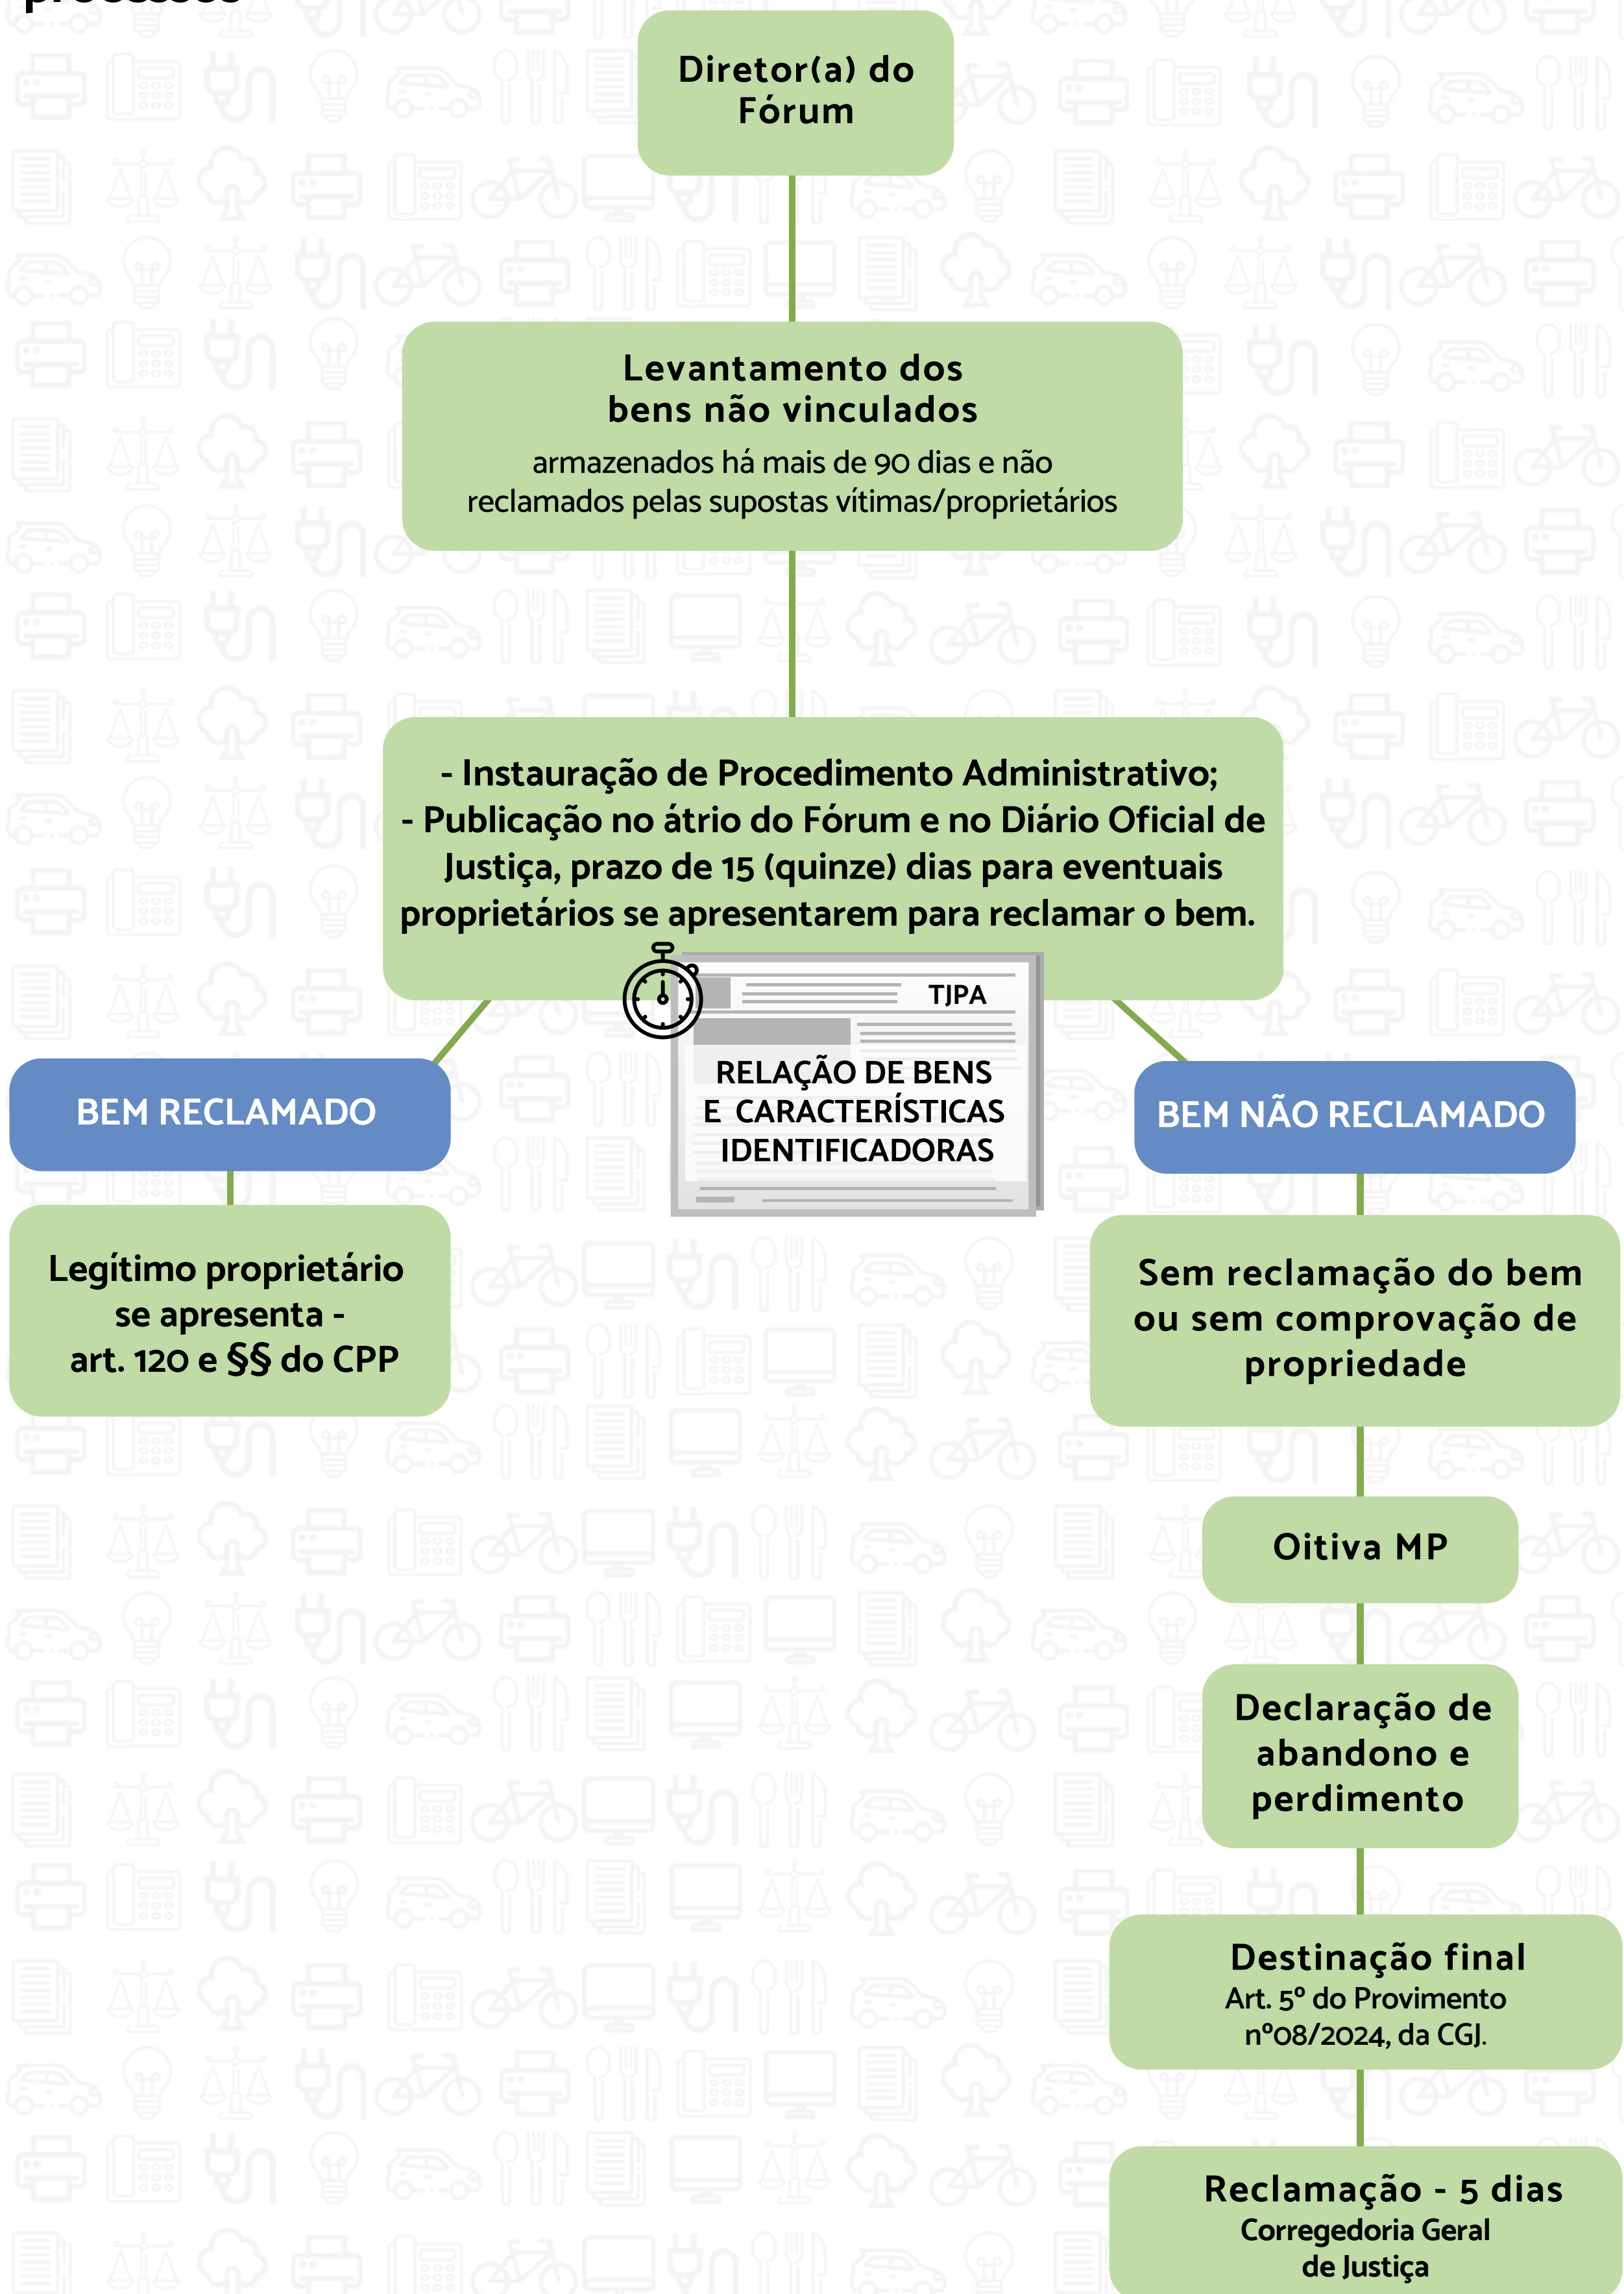 processos
Diretor(a) do
Fórum
Levantamento dos
bens não vinculados
armazenados há mais de 90 dias e não
reclamados pelas supostas vítimas/proprietários
- Instauração de Procedimento Administrativo;
- Publicação no átrio do Fórum e no Diário Oficial de
Justiça, prazo de 15 (quinze) dias para eventuais
proprietários se apresentarem para reclamar o bem.
TJPA
RELAÇÃO DE BENS
E CARACTERÍSTICAS
IDENTIFICADORAS
BEM RECLAMADO
Legítimo proprietário
se apresenta -
art. 120 e §§ do CPP
BEM NÃO RECLAMADO
Sem reclamação do bem
ou sem comprovação de
propriedade
Oitiva MP
Declaração de
abandono e
perdimento
Destinação final
Art. 5º do Provimento
nº08/2024, da CGJ.
Reclamação - 5 dias
Corregedoria Geral
de Justiça